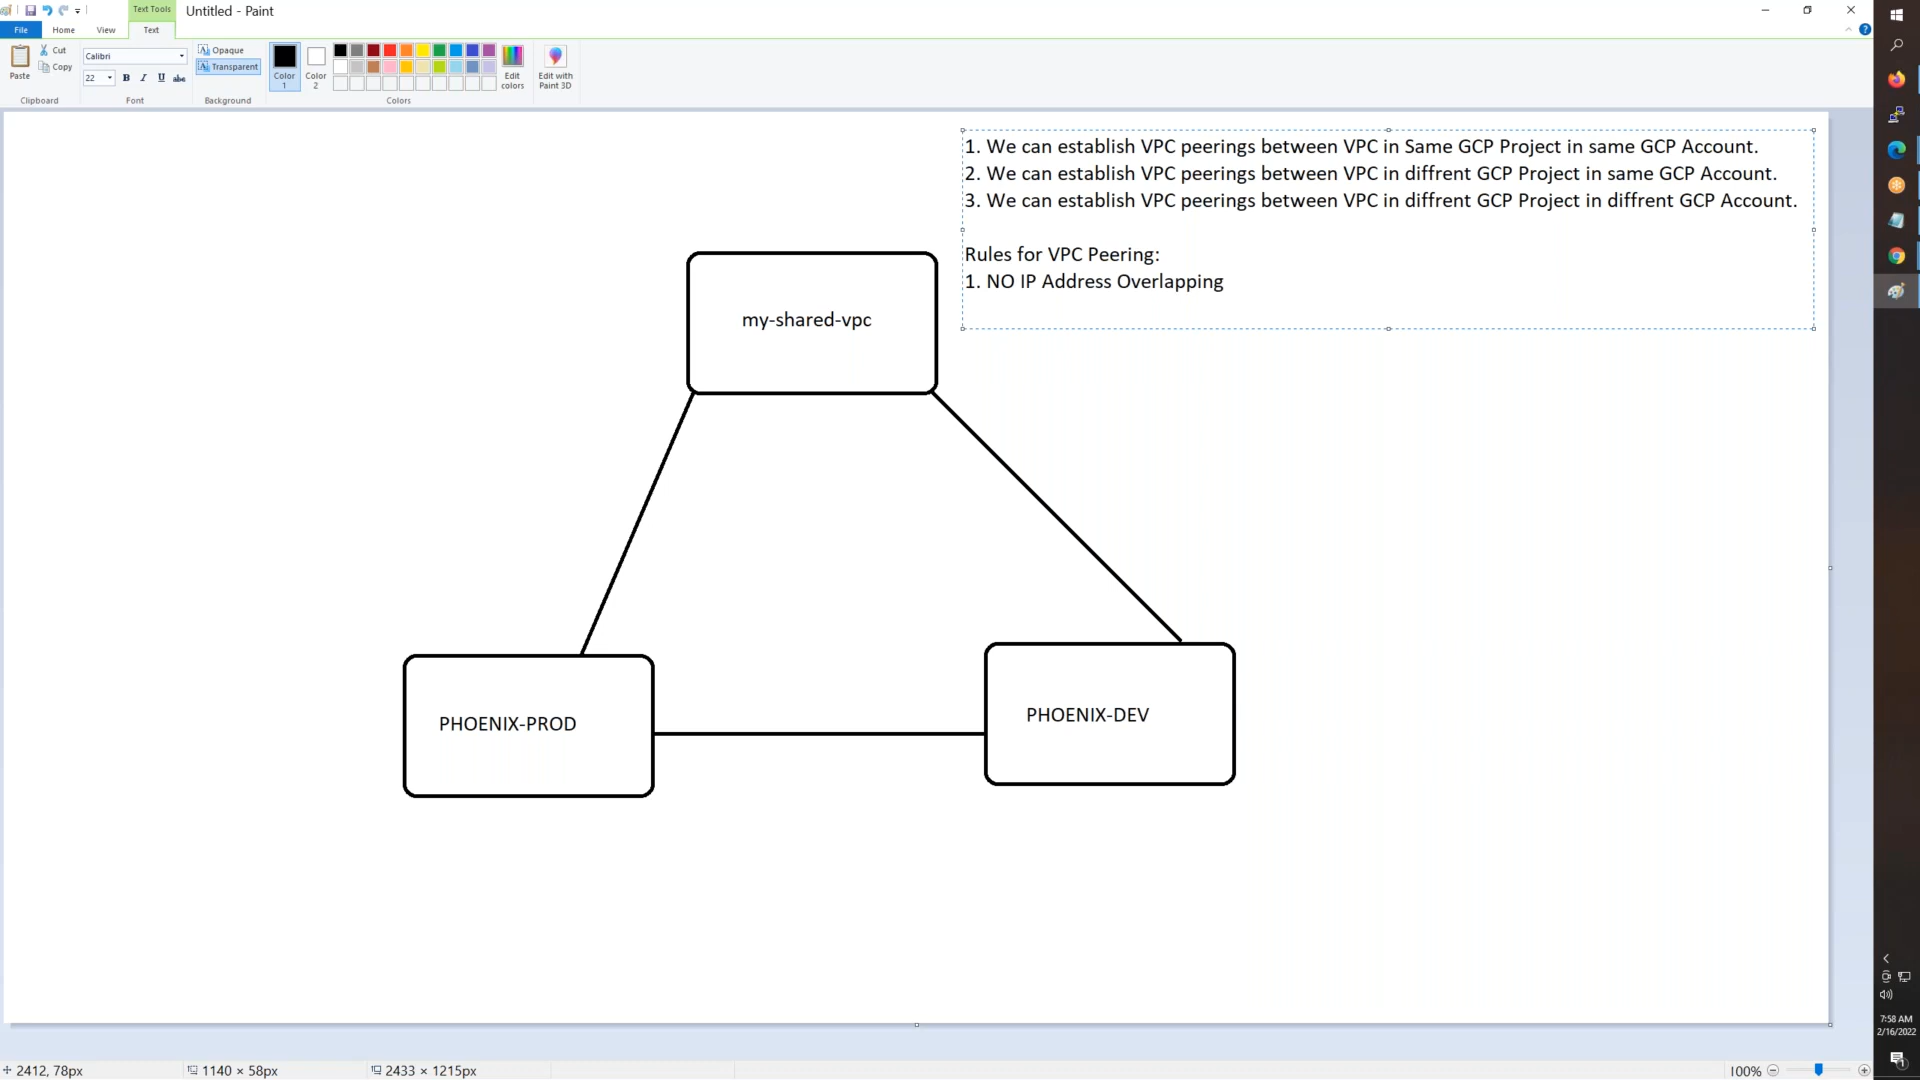 Text Tools
Untitled - Paint
File
Home
View
Text
Paste
Cut
Copy
Calibri
22
B
I
U
abc
Opaque
Transparent
Color
1
Color
2
Edit
colors
Edit with
Paint 3D
Clipboard
Font
Background
Colors
1. We can establish VPC peerings between VPC in Same GCP Project in same GCP Account.
2. We can establish VPC peerings between VPC in diffrent GCP Project in same GCP Account.
3. We can establish VPC peerings between VPC in diffrent GCP Project in diffrent GCP Account.
Rules for VPC Peering:
1. NO IP Address Overlapping
my-shared-vpc
PHOENIX-PROD
PHOENIX-DEV
7:58 AM
2/16/2022
2412, 78px
1140 × 58px
2433 × 1215px
100%